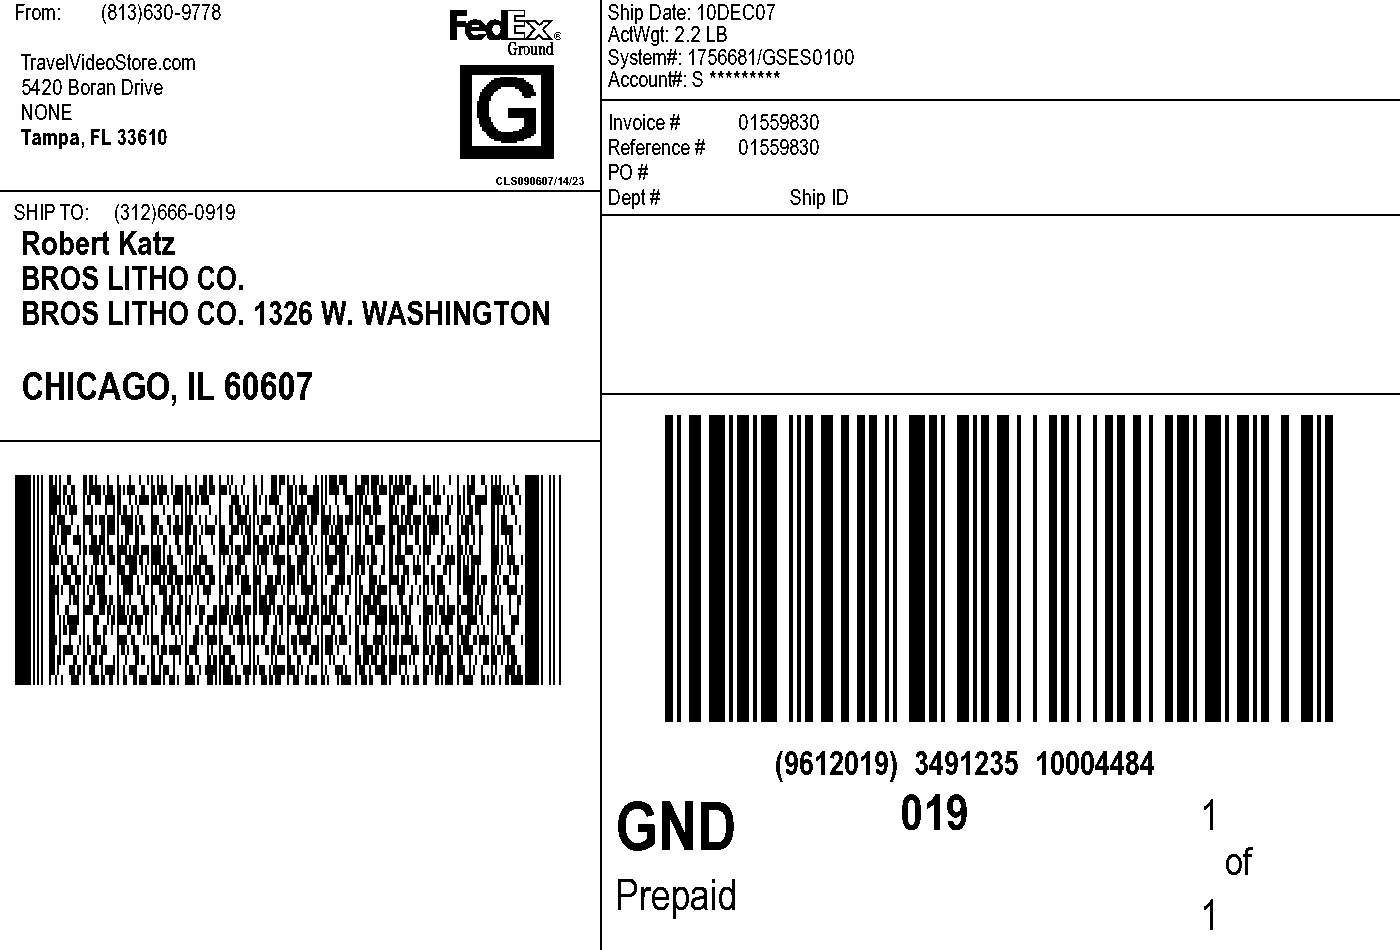 From: (813)630-9778
TravelVideoStore.com
5420 Boran Drive
NONE
Tampa, FL 33610
FedEx®
Ground
G
CLS090607/14/23
Ship Date: 10DEC07
ActWgt: 2.2 LB
System#: 1756681/GSES0100
Account#: S *********
Invoice # 01559830
Reference # 01559830
PO #
Dept # Ship ID
SHIP TO: (312)666-0919
Robert Katz
BROS LITHO CO.
BROS LITHO CO. 1326 W. WASHINGTON
CHICAGO, IL 60607
(9612019) 3491235 10004484
GND 019 1
of
Prepaid 1